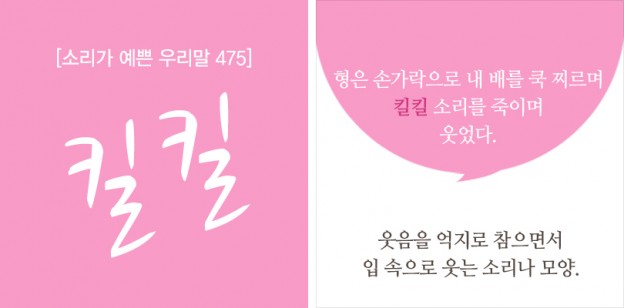 [소리가 예쁜 우리말 475]
킬킬
형은 손가락으로 내 배를 쿡 찌르며
킬킬 소리를 죽이며
웃었다.
웃음을 억지로 참으면서
입 속으로 웃는 소리나 모양.